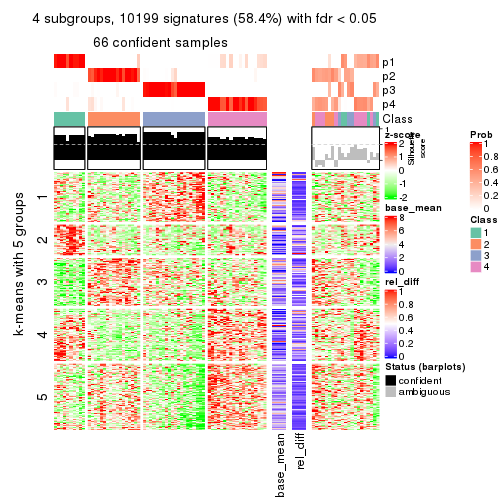 4 subgroups, 10199 signatures (58.4%) with fdr < 0.05
66 confident samples
p1
p2
p3
p4
Class
1
Silhouette
score
k-means with 5 groups
1
2
3
4
5
base_mean
rel_diff
z-score
2
1
0
-1
-2
base_mean
8
6
4
2
0
rel_diff
1
0.8
0.6
0.4
0.2
0
Status (barplots)
confident
ambiguous
Prob
1
0.8
0.6
0.4
0.2
0
Class
1
2
3
4